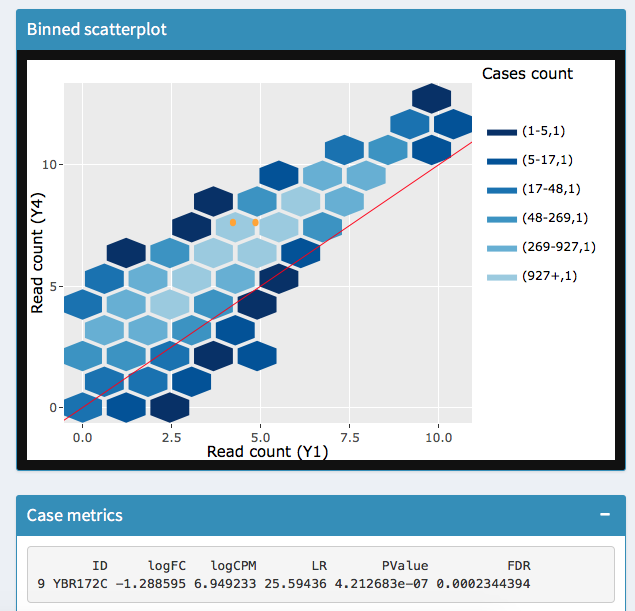 Binned scatterplot
Cases count
(1-5,1)
(5-17,1)
(17-48,1)
(48-269,1)
(269-927,1)
(927+,1)
Read count (Y4)
10
5
0
0.0 2.5 5.0 7.5 10.0
Read count (Y1)
Case metrics −
ID logFC logCPM LR PValue FDR
9 YBR172C −1.288595 6.949233 25.59436 4.212683e−07 0.0002344394